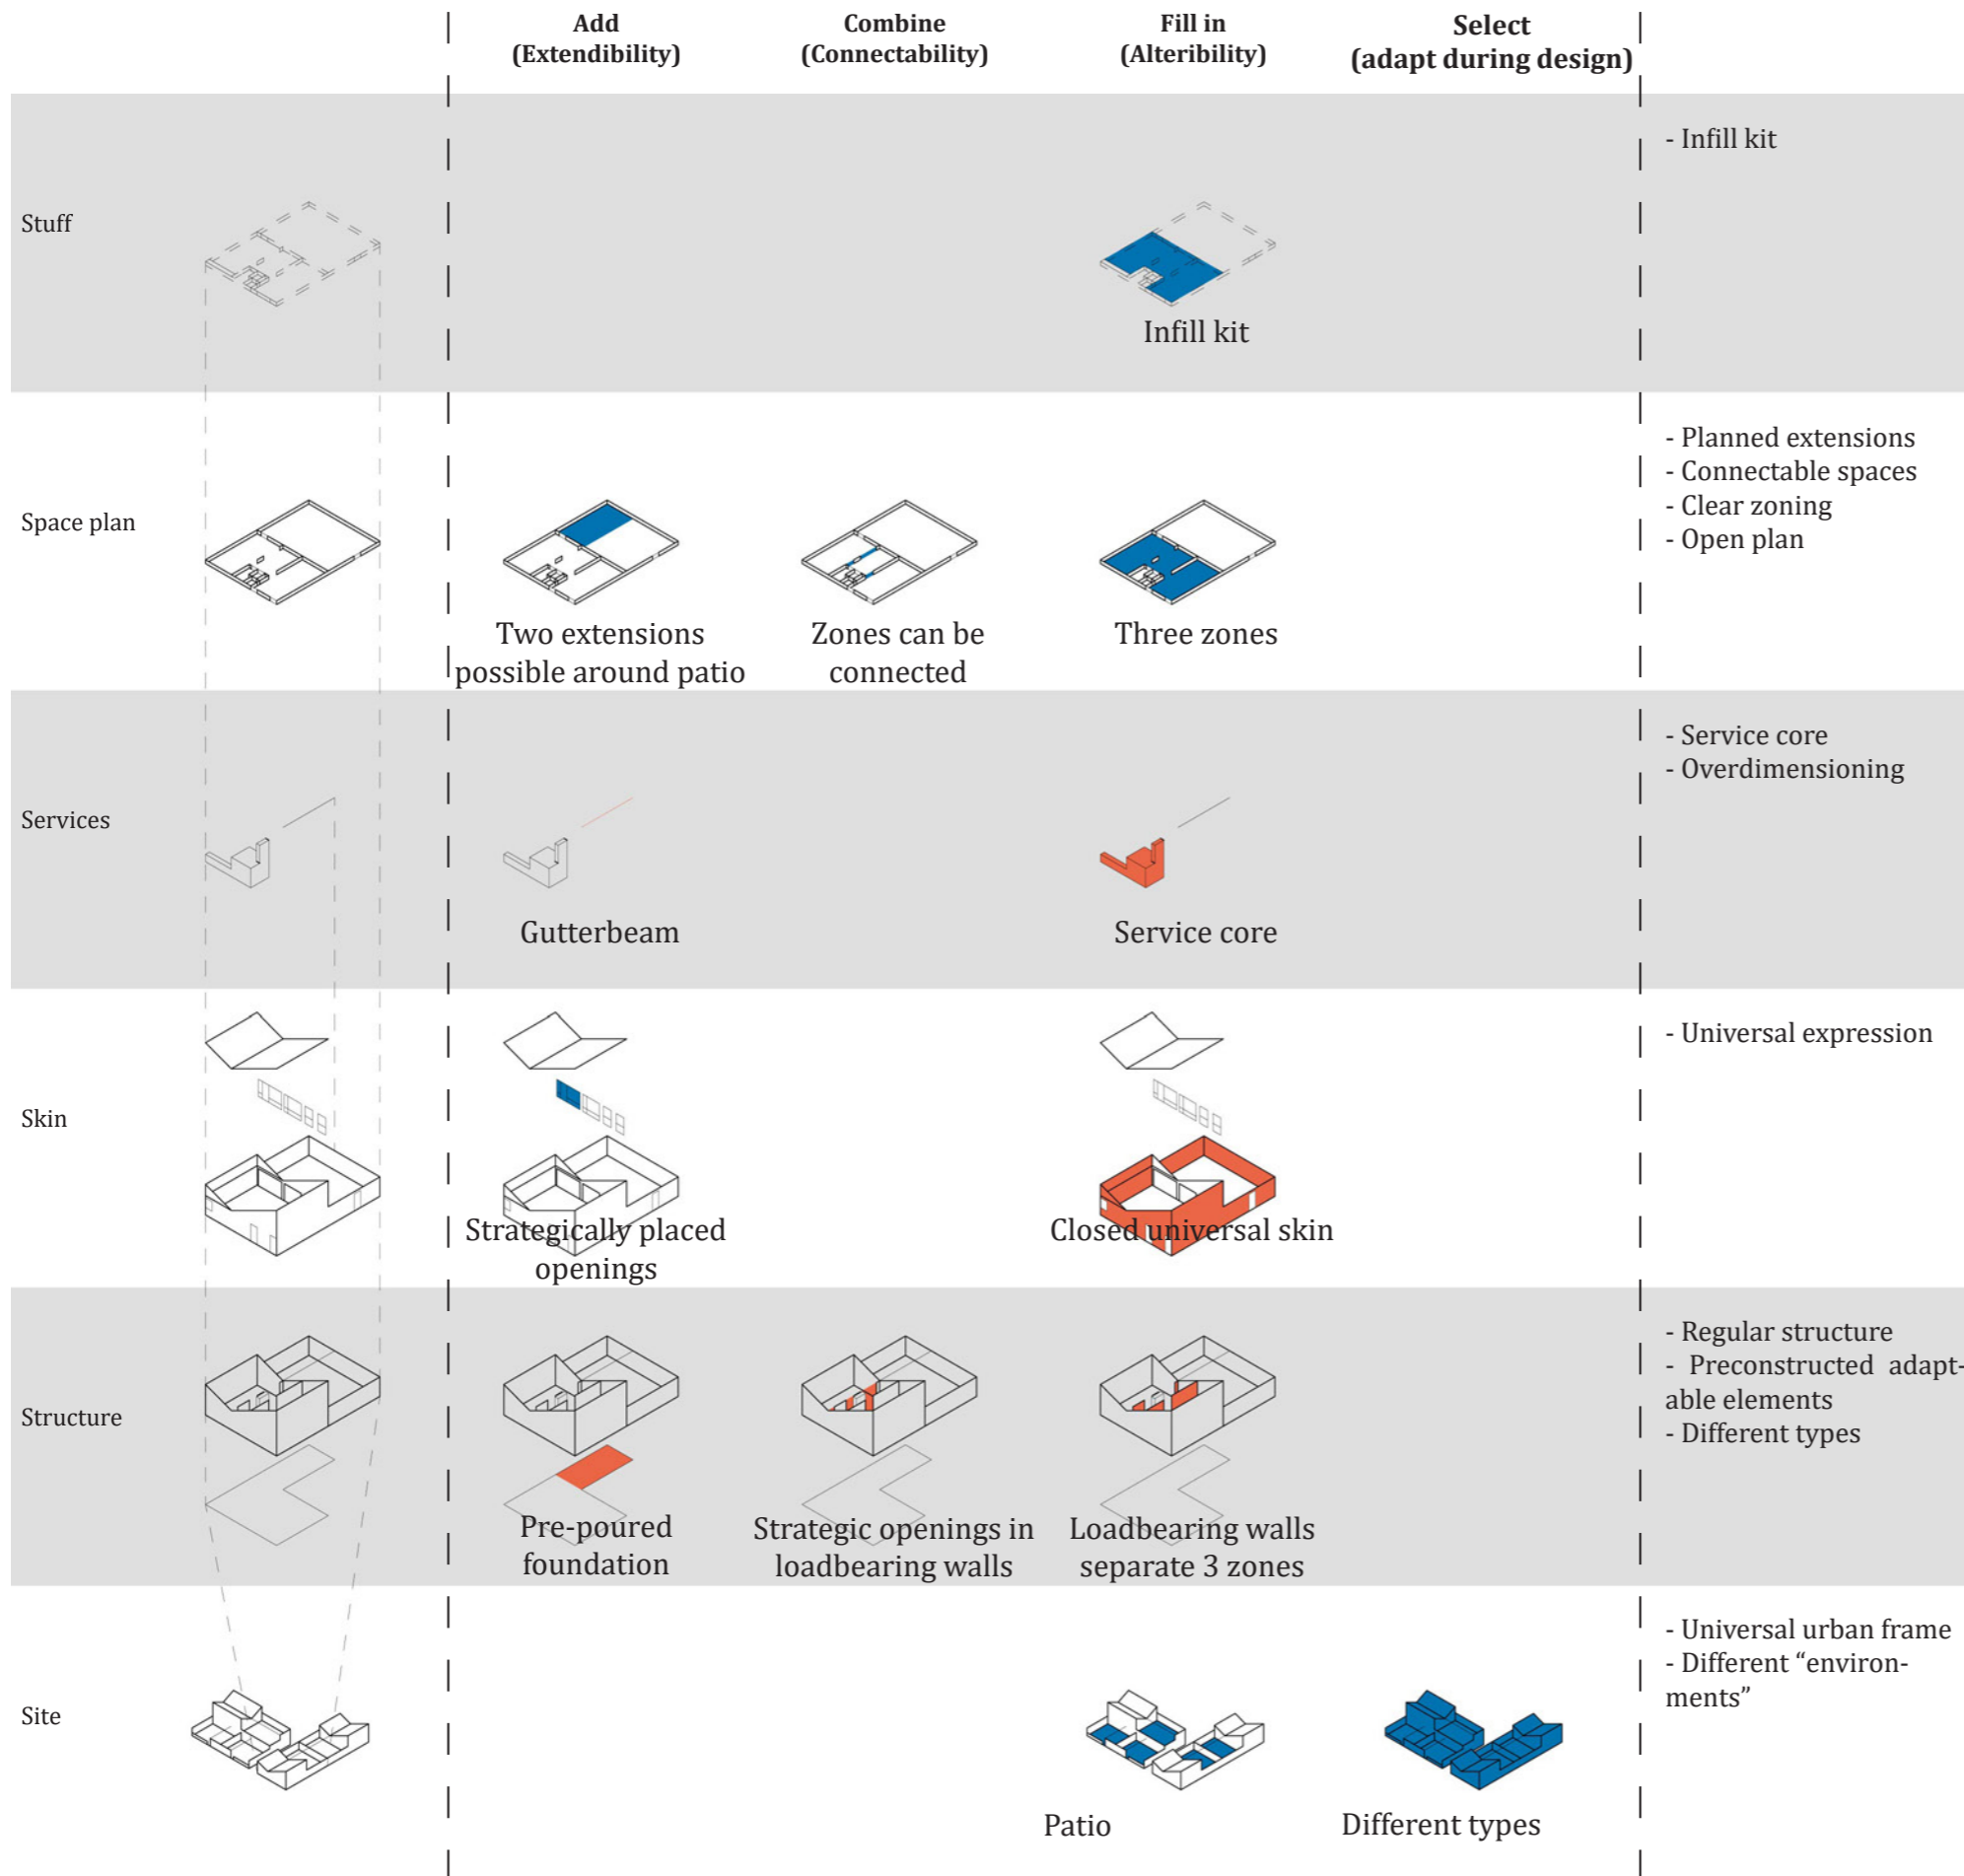 Add
(Extendibility)
Combine
(Connectability)
Fill in
(Alteribility)
Select
(adapt during design)
Stuff
Infill kit
- Infill kit
Space plan
Two extensions
possible around patio
Zones can be
connected
Three zones
- Planned extensions
- Connectable spaces
- Clear zoning
- Open plan
Services
Gutterbeam
Service core
- Service core
- Overdimensioning
Skin
Strategically placed
openings
Closed universal skin
- Universal expression
Structure
Pre-poured
foundation
Strategic openings in
loadbearing walls
Loadbearing walls
separate 3 zones
- Regular structure
- Preconstructed adapt-
able elements
- Different types
Site
Patio
Different types
- Universal urban frame
- Different “environ-
ments”